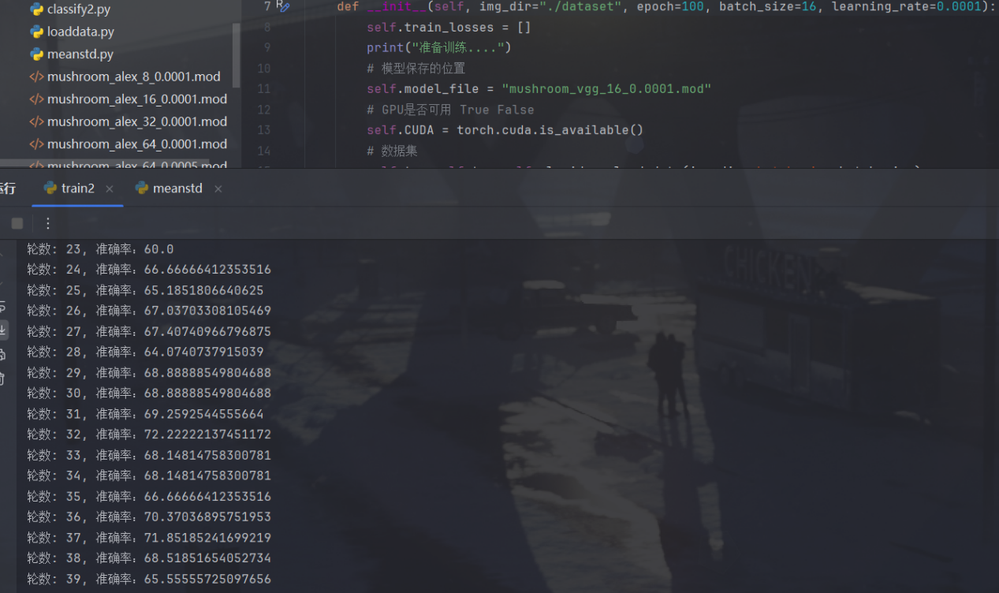 classify2.py
loaddata.py
meanstd.py
mushroom_alex_8_0.0001.mod
mushroom_alex_16_0.0001.mod
mushroom_alex_32_0.0001.mod
mushroom_alex_64_0.0001.mod
mushroom_alex_64_0.0005.mod
7 def __init__(self, img_dir="./dataset", epoch=100, batch_size=16, learning_rate=0.0001):
8 self.train_losses = []
9 print("准备训练....")
10 # 模型保存的位置
11 self.model_file = "mushroom_vgg_16_0.0001.mod"
12 # GPU是否可用 True False
13 self.CUDA = torch.cuda.is_available()
14 # 数据集
运行 train2 meanstd
轮数: 23, 准确率：60.0
轮数: 24, 准确率：66.66666412353516
轮数: 25, 准确率：65.1851806640625
轮数: 26, 准确率：67.03703308105469
轮数: 27, 准确率：67.40740966796875
轮数: 28, 准确率：64.0740737915039
轮数: 29, 准确率：68.88888549804688
轮数: 30, 准确率：68.88888549804688
轮数: 31, 准确率：69.2592544555664
轮数: 32, 准确率：72.22222137451172
轮数: 33, 准确率：68.14814758300781
轮数: 34, 准确率：68.14814758300781
轮数: 35, 准确率：66.66666412353516
轮数: 36, 准确率：70.37036895751953
轮数: 37, 准确率：71.85185241699219
轮数: 38, 准确率：68.51851654052734
轮数: 39, 准确率：65.55555725097656
CHICKEN